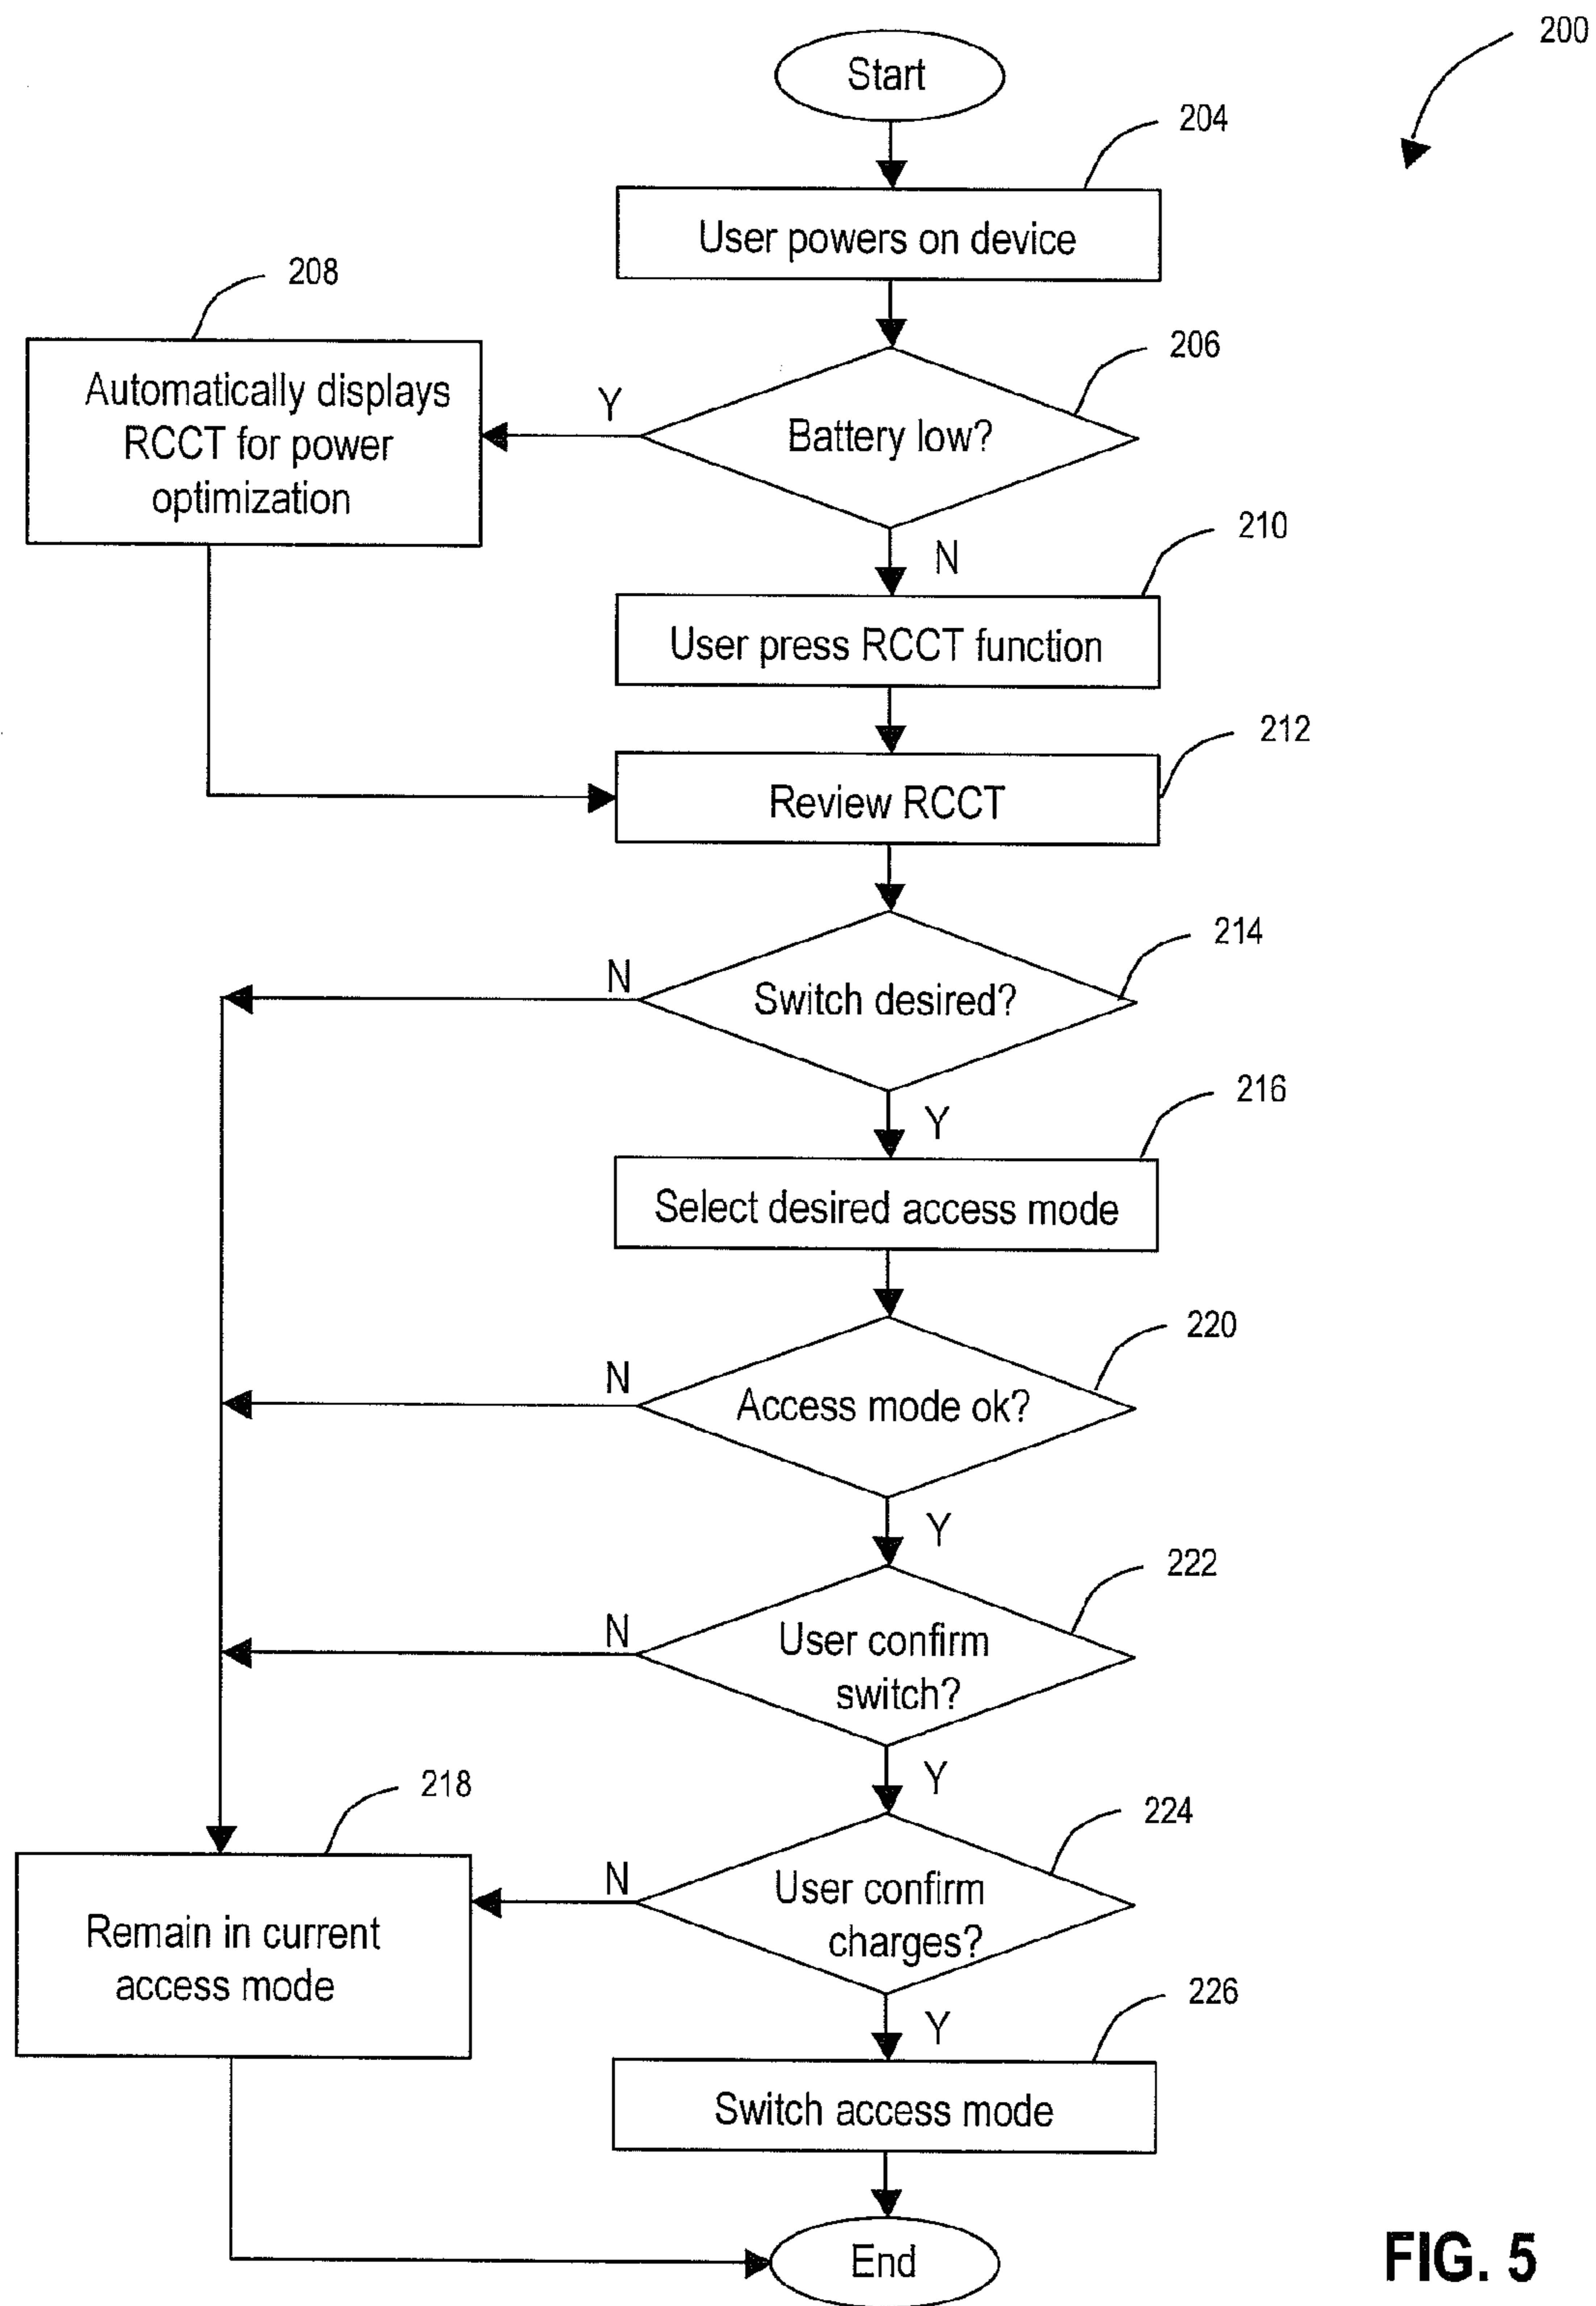 200
Start
204
User powers on device
208
206
Automatically displays
RCCT for power
optimization
Y
Battery low?
N
210
User press RCCT function
212
Review RCCT
214
N
Switch desired?
Y
216
Select desired access mode
220
N
Access mode ok?
Y
222
N
User confirm
switch?
Y
218
224
N
User confirm
charges?
Remain in current
access mode
Y
226
Switch access mode
End
FIG. 5